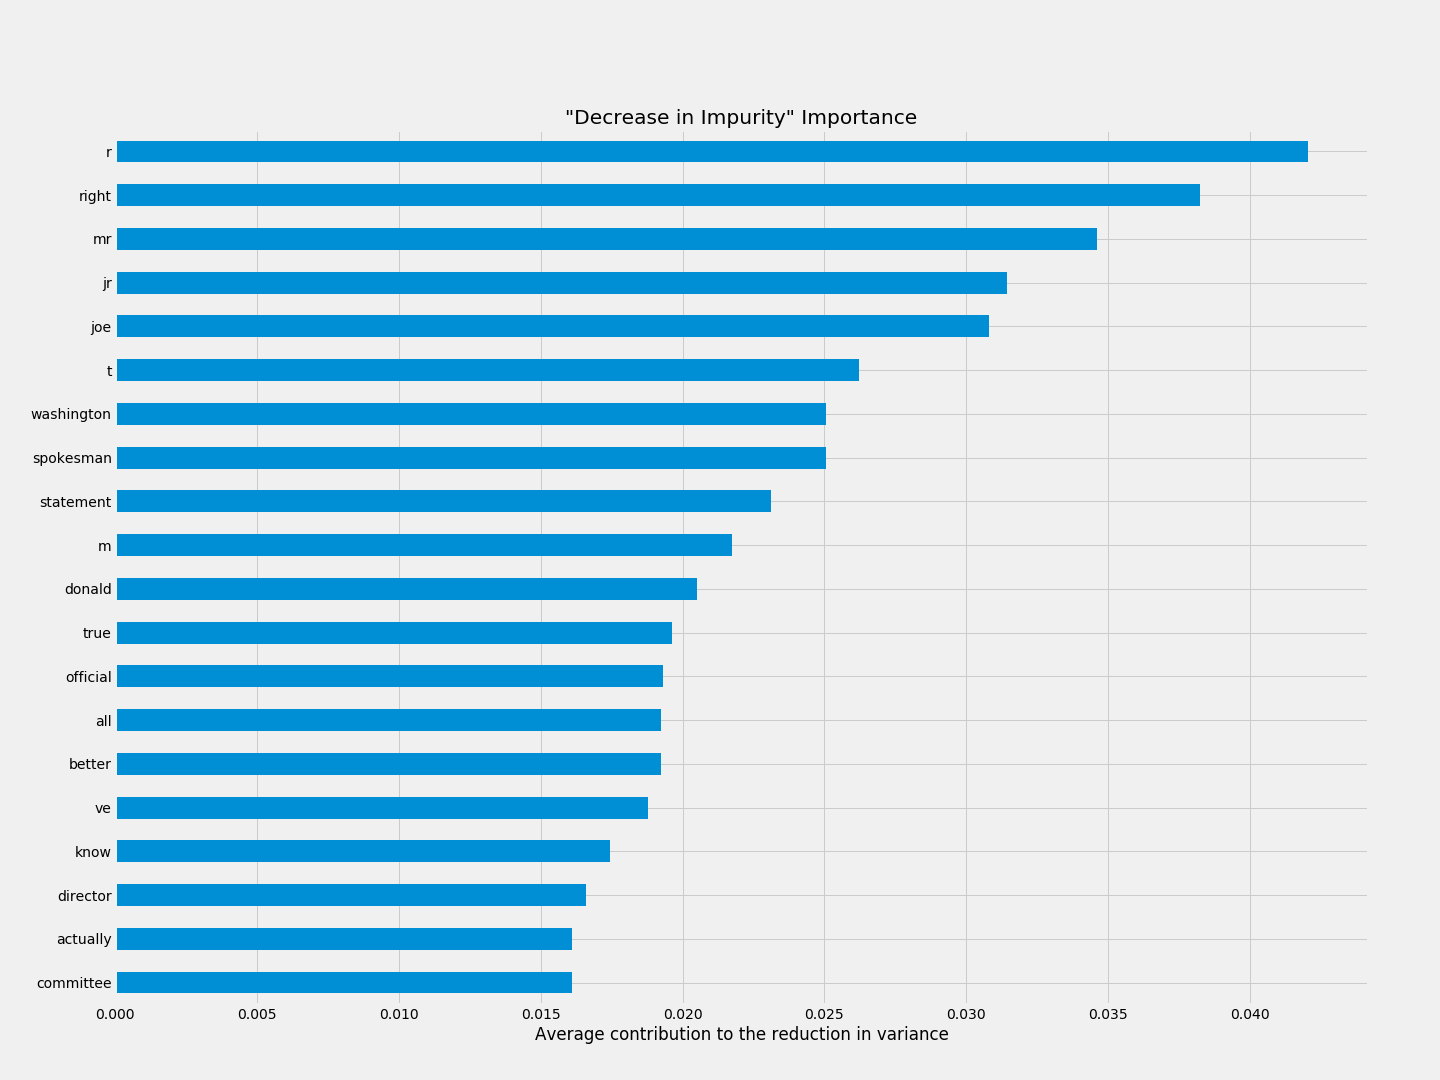 "Decrease in Impurity" Importance
r
right
mr
jr
joe
t
washington
spokesman
statement
m
donald
true
official
all
better
ve
know
director
actually
committee
0.000 0.005 0.010 0.015 0.020 0.025 0.030 0.035 0.040
Average contribution to the reduction in variance